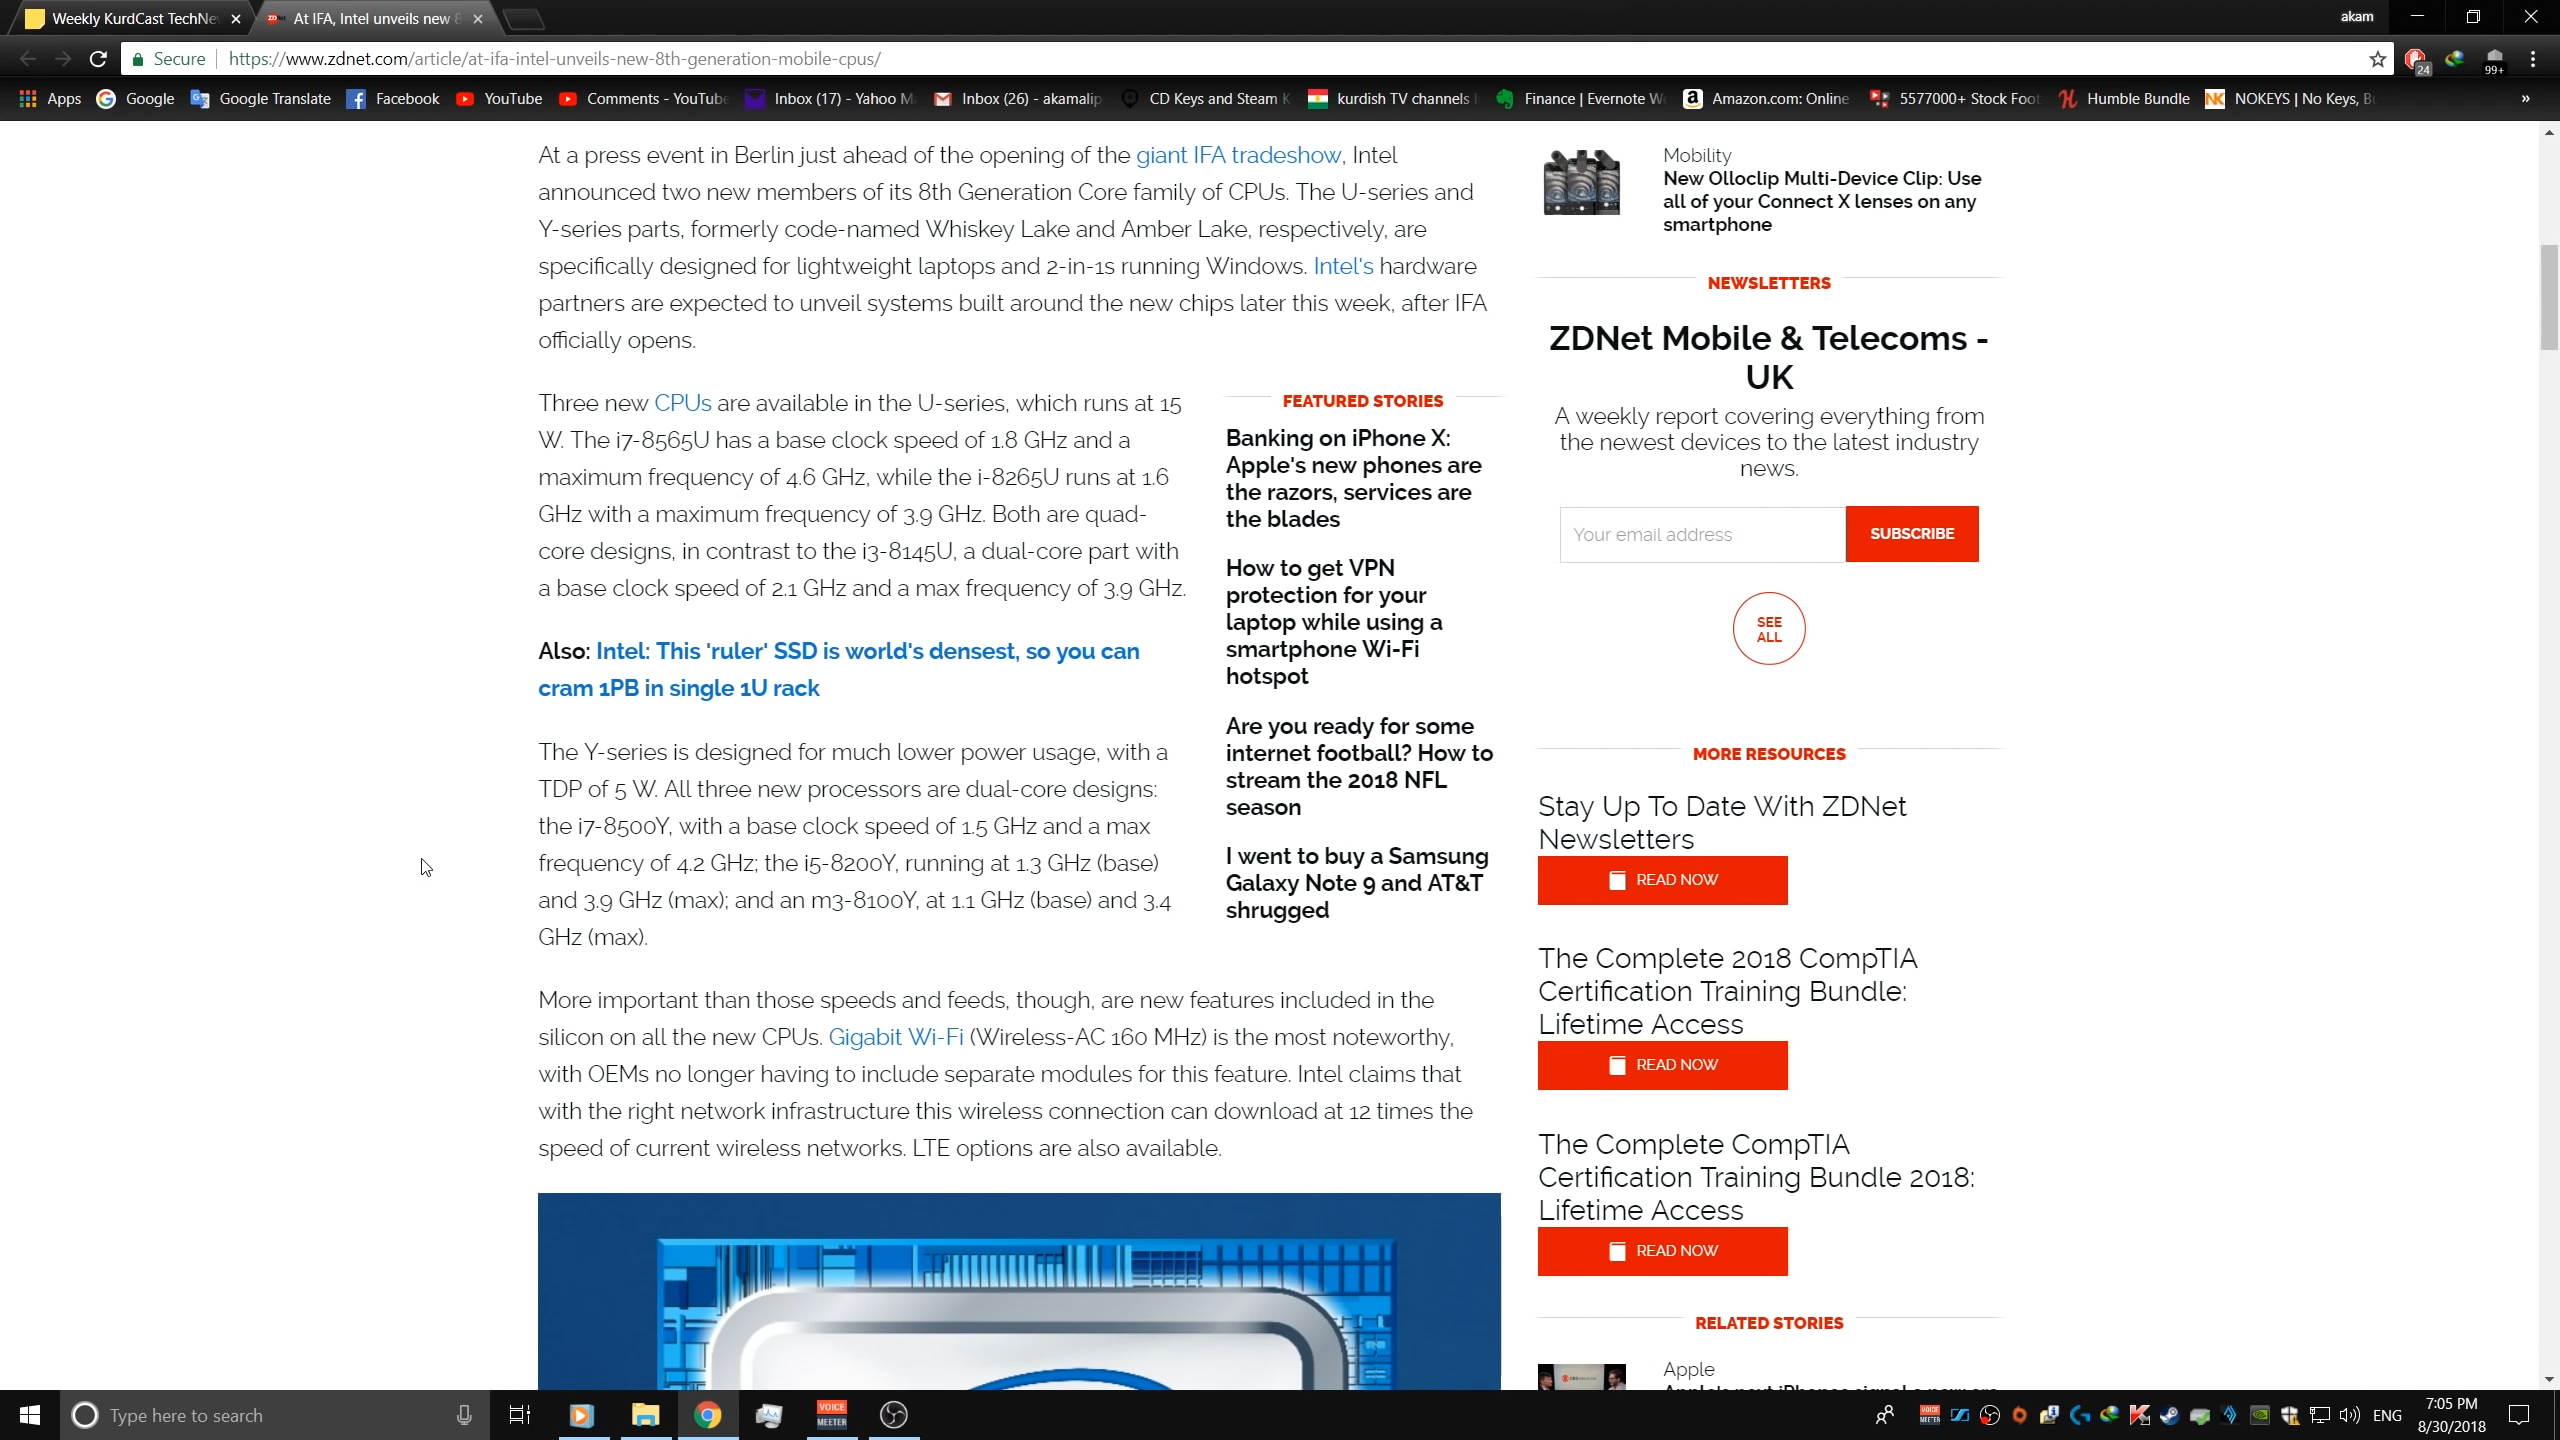 Weekly KurdCast TechNe
At IFA, Intel unveils new 8
akam
Secure
https://www.zdnet.com/article/at-ifa-intel-unveils-new-8th-generation-mobile-cpus/
24
99+
Apps
Google
Google Translate
Facebook
YouTube
Comments - YouTube
Inbox (17) - Yahoo M
Inbox (26) - akamalip
CD Keys and Steam K
kurdish TV channels
Finance | Evernote W
Amazon.com: Online
5577000+ Stock Foot
Humble Bundle
NOKEYS | No Keys, B
»
At a press event in Berlin just ahead of the opening of the giant IFA tradeshow, Intel
announced two new members of its 8th Generation Core family of CPUs. The U-series and
Y-series parts, formerly code-named Whiskey Lake and Amber Lake, respectively, are
specifically designed for lightweight laptops and 2-in-1s running Windows. Intel's hardware
partners are expected to unveil systems built around the new chips later this week, after IFA
officially opens.
Three new CPUs are available in the U-series, which runs at 15
W. The i7-8565U has a base clock speed of 1.8 GHz and a
maximum frequency of 4.6 GHz, while the i-8265U runs at 1.6
GHz with a maximum frequency of 3.9 GHz. Both are quad-
core designs, in contrast to the i3-8145U, a dual-core part with
a base clock speed of 2.1 GHz and a max frequency of 3.9 GHz.
Also: Intel: This 'ruler' SSD is world's densest, so you can
cram 1PB in single 1U rack
The Y-series is designed for much lower power usage, with a
TDP of 5 W. All three new processors are dual-core designs:
the i7-8500Y, with a base clock speed of 1.5 GHz and a max
frequency of 4.2 GHz; the i5-8200Y, running at 1.3 GHz (base)
and 3.9 GHz (max); and an m3-8100Y, at 1.1 GHz (base) and 3.4
GHz (max).
More important than those speeds and feeds, though, are new features included in the
silicon on all the new CPUs. Gigabit Wi-Fi (Wireless-AC 160 MHz) is the most noteworthy,
with OEMs no longer having to include separate modules for this feature. Intel claims that
with the right network infrastructure this wireless connection can download at 12 times the
speed of current wireless networks. LTE options are also available.
FEATURED STORIES
Banking on iPhone X:
Apple's new phones are
the razors, services are
the blades
How to get VPN
protection for your
laptop while using a
smartphone Wi-Fi
hotspot
Are you ready for some
internet football? How to
stream the 2018 NFL
season
I went to buy a Samsung
Galaxy Note 9 and AT&T
shrugged
Mobility
New Olloclip Multi-Device Clip: Use
all of your Connect X lenses on any
smartphone
NEWSLETTERS
ZDNet Mobile & Telecoms -
UK
A weekly report covering everything from
the newest devices to the latest industry
news.
Your email address
SUBSCRIBE
SEE
ALL
MORE RESOURCES
Stay Up To Date With ZDNet
Newsletters
READ NOW
The Complete 2018 CompTIA
Certification Training Bundle:
Lifetime Access
READ NOW
The Complete CompTIA
Certification Training Bundle 2018:
Lifetime Access
READ NOW
RELATED STORIES
Apple
Type here to search
VOICE
MEETER
ENG
7:05 PM
8/30/2018